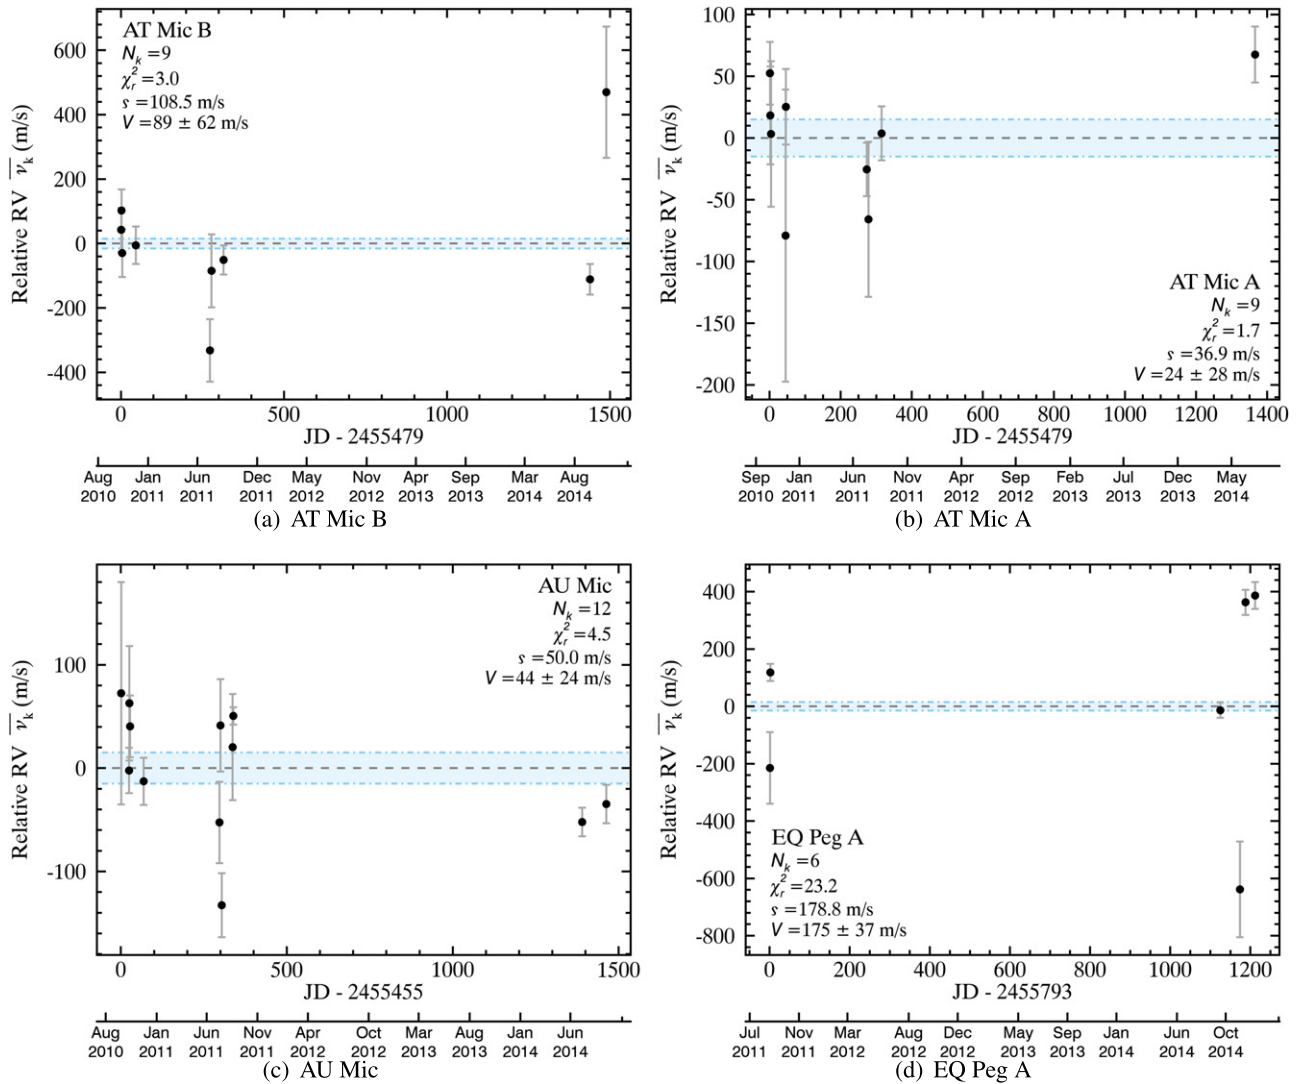 AT Mic B
N_k =9
χ_r^2=3.0
s =108.5 m/s
V=89 ± 62 m/s
Relative RV ν_k (m/s)
600
400
200
0
-200
-400
0 500 1000 1500
JD - 2455479
Aug Jan Jun Dec May Nov Apr Sep Mar Aug
2010 2011 2011 2011 2012 2012 2013 2013 2014 2014
(a) AT Mic B
Relative RV ν_k (m/s)
100
50
0
-50
-100
-150
-200
AT Mic A
N_k =9
χ_r^2=1.7
s =36.9 m/s
V=24 ± 28 m/s
0 200 400 600 800 1000 1200 1400
JD - 2455479
Sep Jan Jun Nov Apr Sep Feb Jul Dec May
2010 2011 2011 2011 2012 2012 2013 2013 2013 2014
(b) AT Mic A
AU Mic
N_k =12
χ_r^2=4.5
s =50.0 m/s
V=44 ± 24 m/s
Relative RV ν_k (m/s)
100
0
-100
0 500 1000 1500
JD - 2455455
Aug Jan Jun Nov Apr Oct Mar Aug Jan Jun
2010 2011 2011 2011 2012 2012 2013 2013 2014 2014
(c) AU Mic
Relative RV ν_k (m/s)
400
200
0
-200
-400
-600
-800
EQ Peg A
N_k =6
χ_r^2=23.2
s =178.8 m/s
V=175 ± 37 m/s
0 200 400 600 800 1000 1200
JD - 2455793
Jul Nov Mar Aug Dec May Sep Jan Jun Oct
2011 2011 2012 2012 2012 2013 2013 2014 2014 2014
(d) EQ Peg A